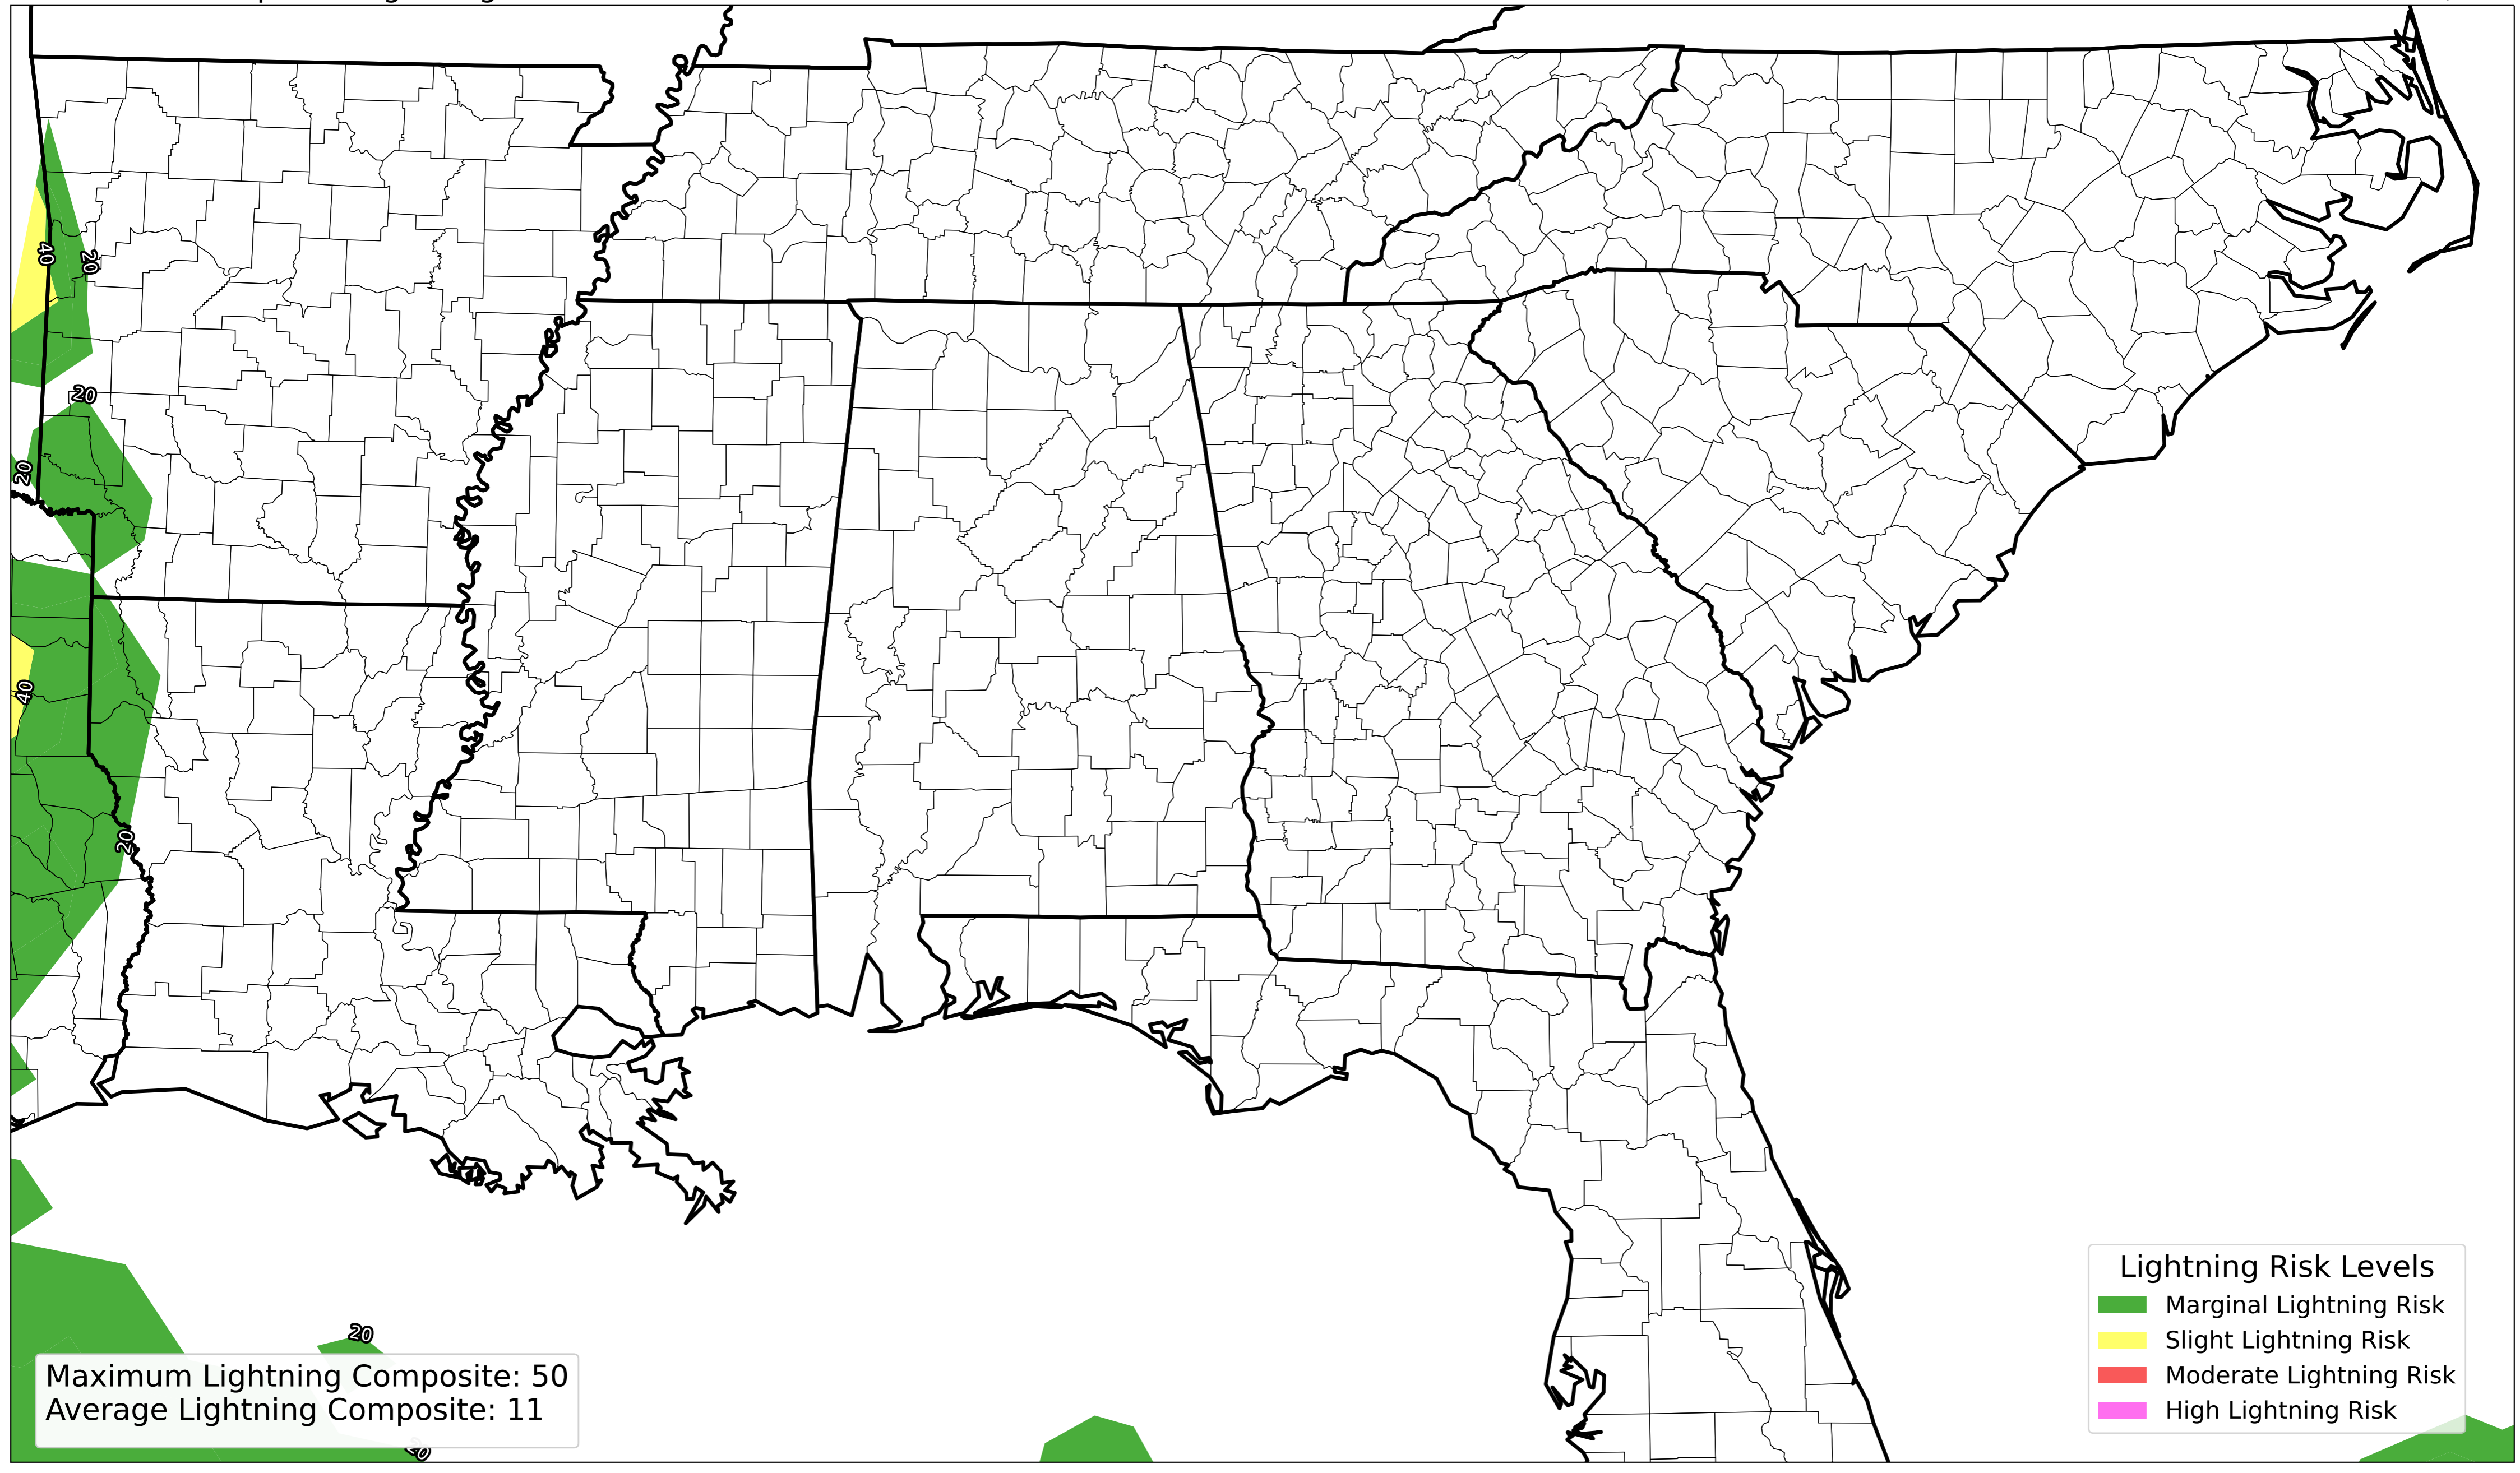 40
20
20
20
40
20
20
20
Maximum Lightning Composite: 50
Average Lightning Composite: 11
Lightning Risk Levels
Marginal Lightning Risk
Slight Lightning Risk
Moderate Lightning Risk
High Lightning Risk